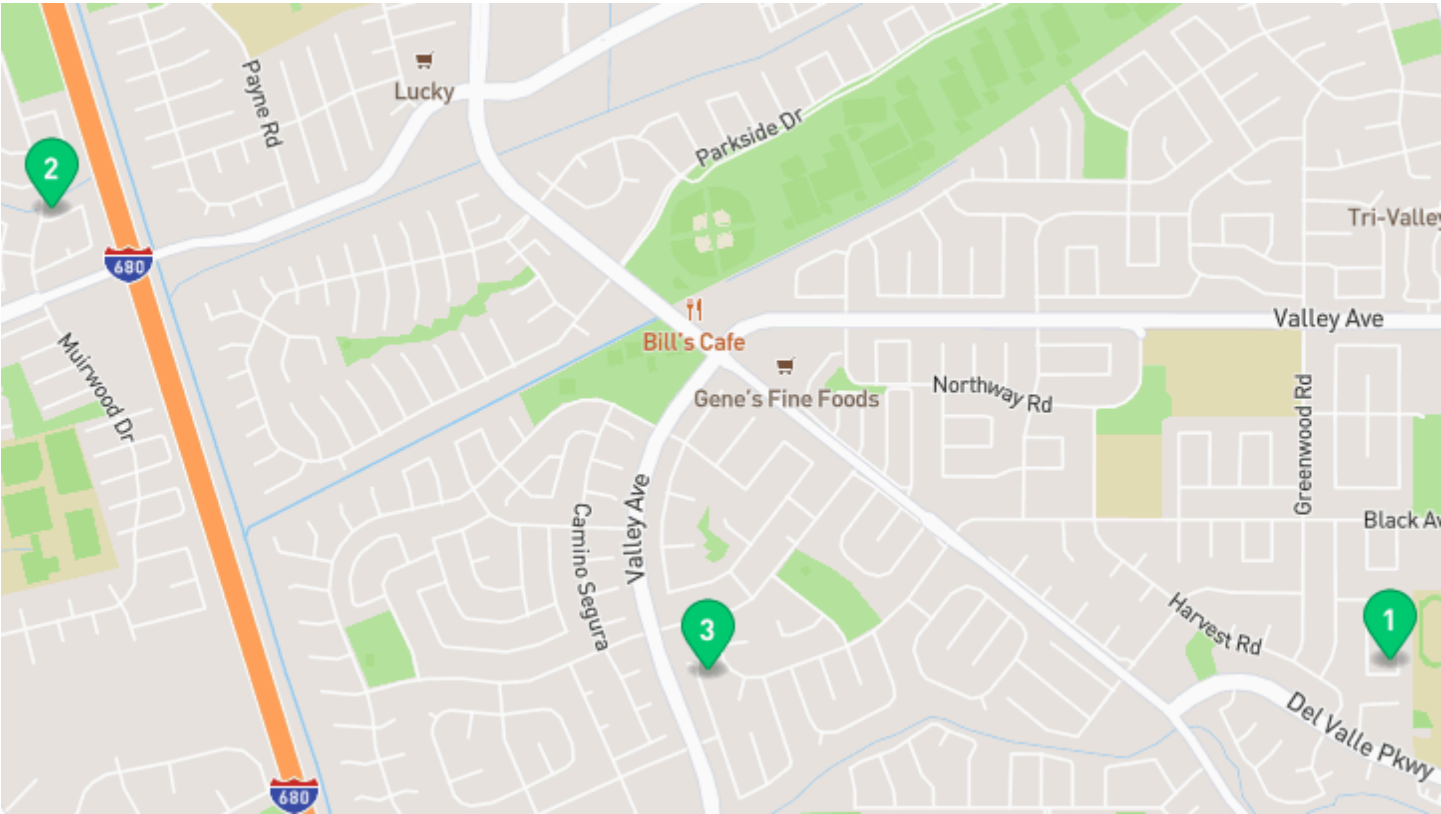 Payne Rd
Lucky
Parkside Dr
2
Tri-Valley
680
Valley Ave
Bill's Cafe
Muirwood Dr
Gene's Fine Foods
Northway Rd
Greenwood Rd
Valley Ave
Camino Segura
Black Av
Harvest Rd
1
3
Del Valle Pkwy
680